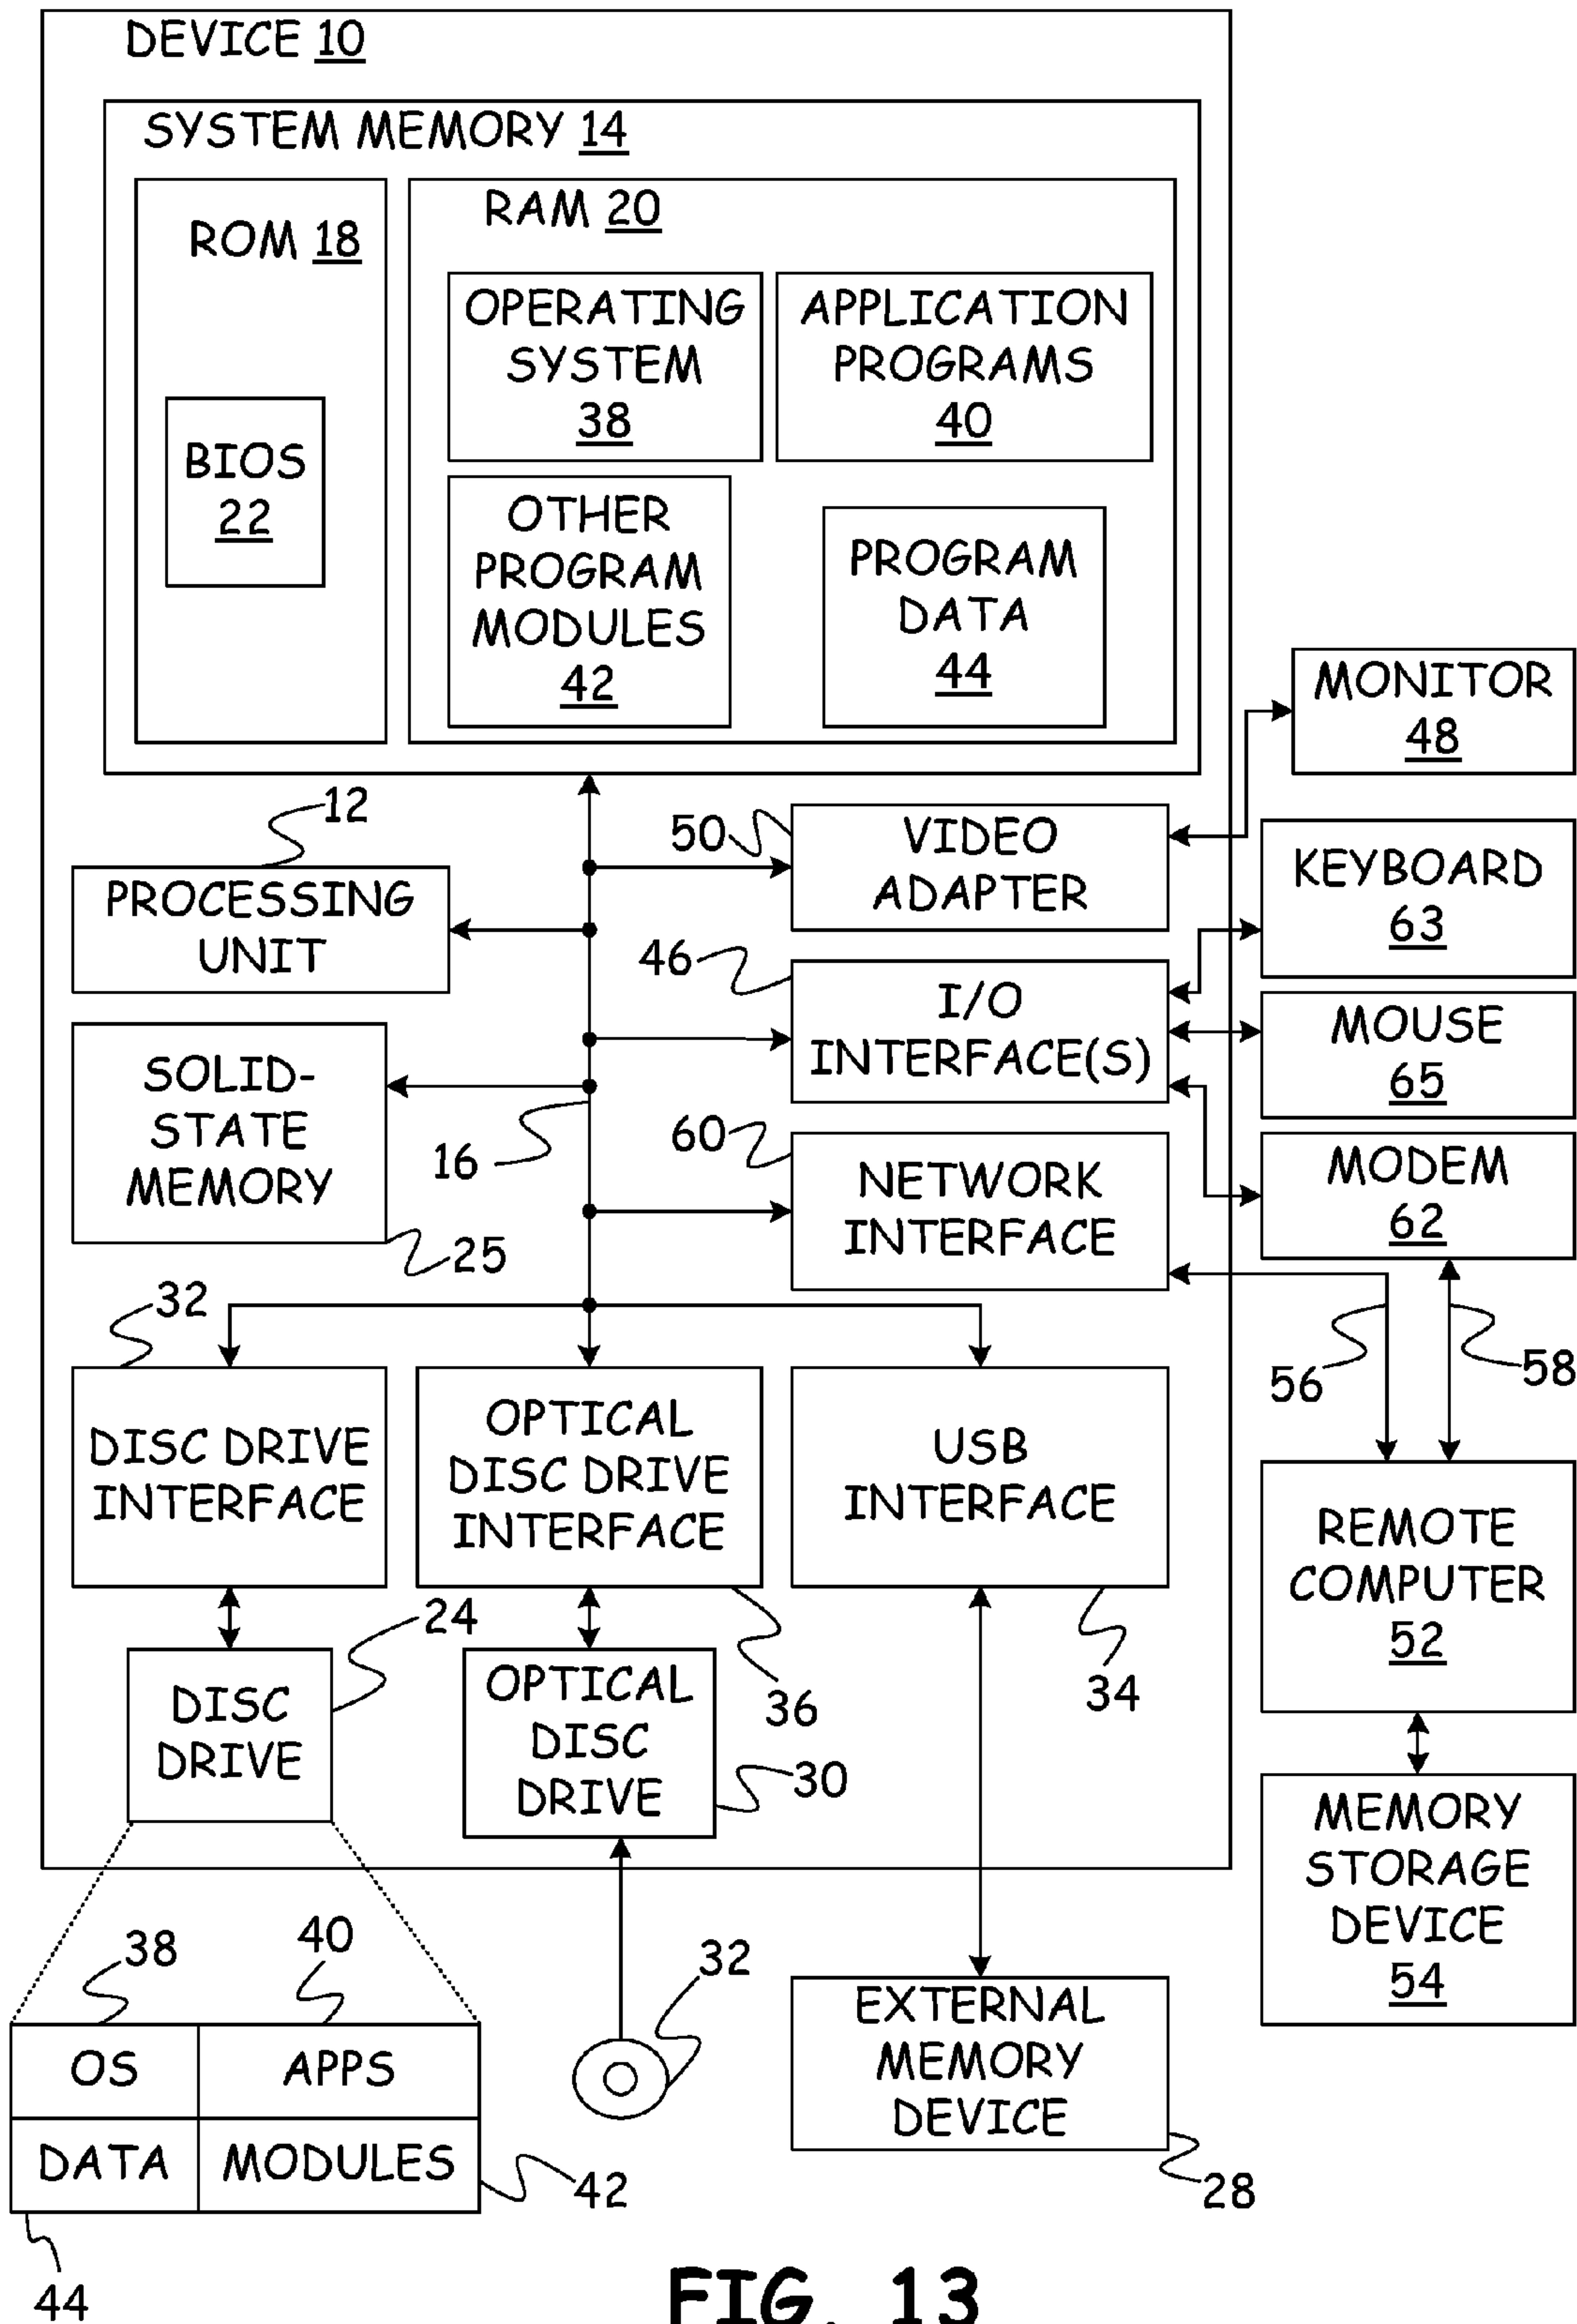 DEVICE 10
SYSTEM MEMORY 14
ROM 18
BIOS
22
RAM 20
OPERATING
SYSTEM
38
APPLICATION
PROGRAMS
40
OTHER
PROGRAM
MODULES
42
PROGRAM
DATA
44
MONITOR
48
12
PROCESSING
UNIT
50
VIDEO
ADAPTER
KEYBOARD
63
46
I/O
INTERFACE(S)
MOUSE
65
SOLID-
STATE
MEMORY
25
16
60
NETWORK
INTERFACE
MODEM
62
56
58
32
DISC DRIVE
INTERFACE
OPTICAL
DISC DRIVE
INTERFACE
36
USB
INTERFACE
34
REMOTE
COMPUTER
52
24
DISC
DRIVE
OPTICAL
DISC
DRIVE
30
MEMORY
STORAGE
DEVICE
54
38
40
OS
APPS
DATA
MODULES
42
44
32
EXTERNAL
MEMORY
DEVICE
28
FIG. 13